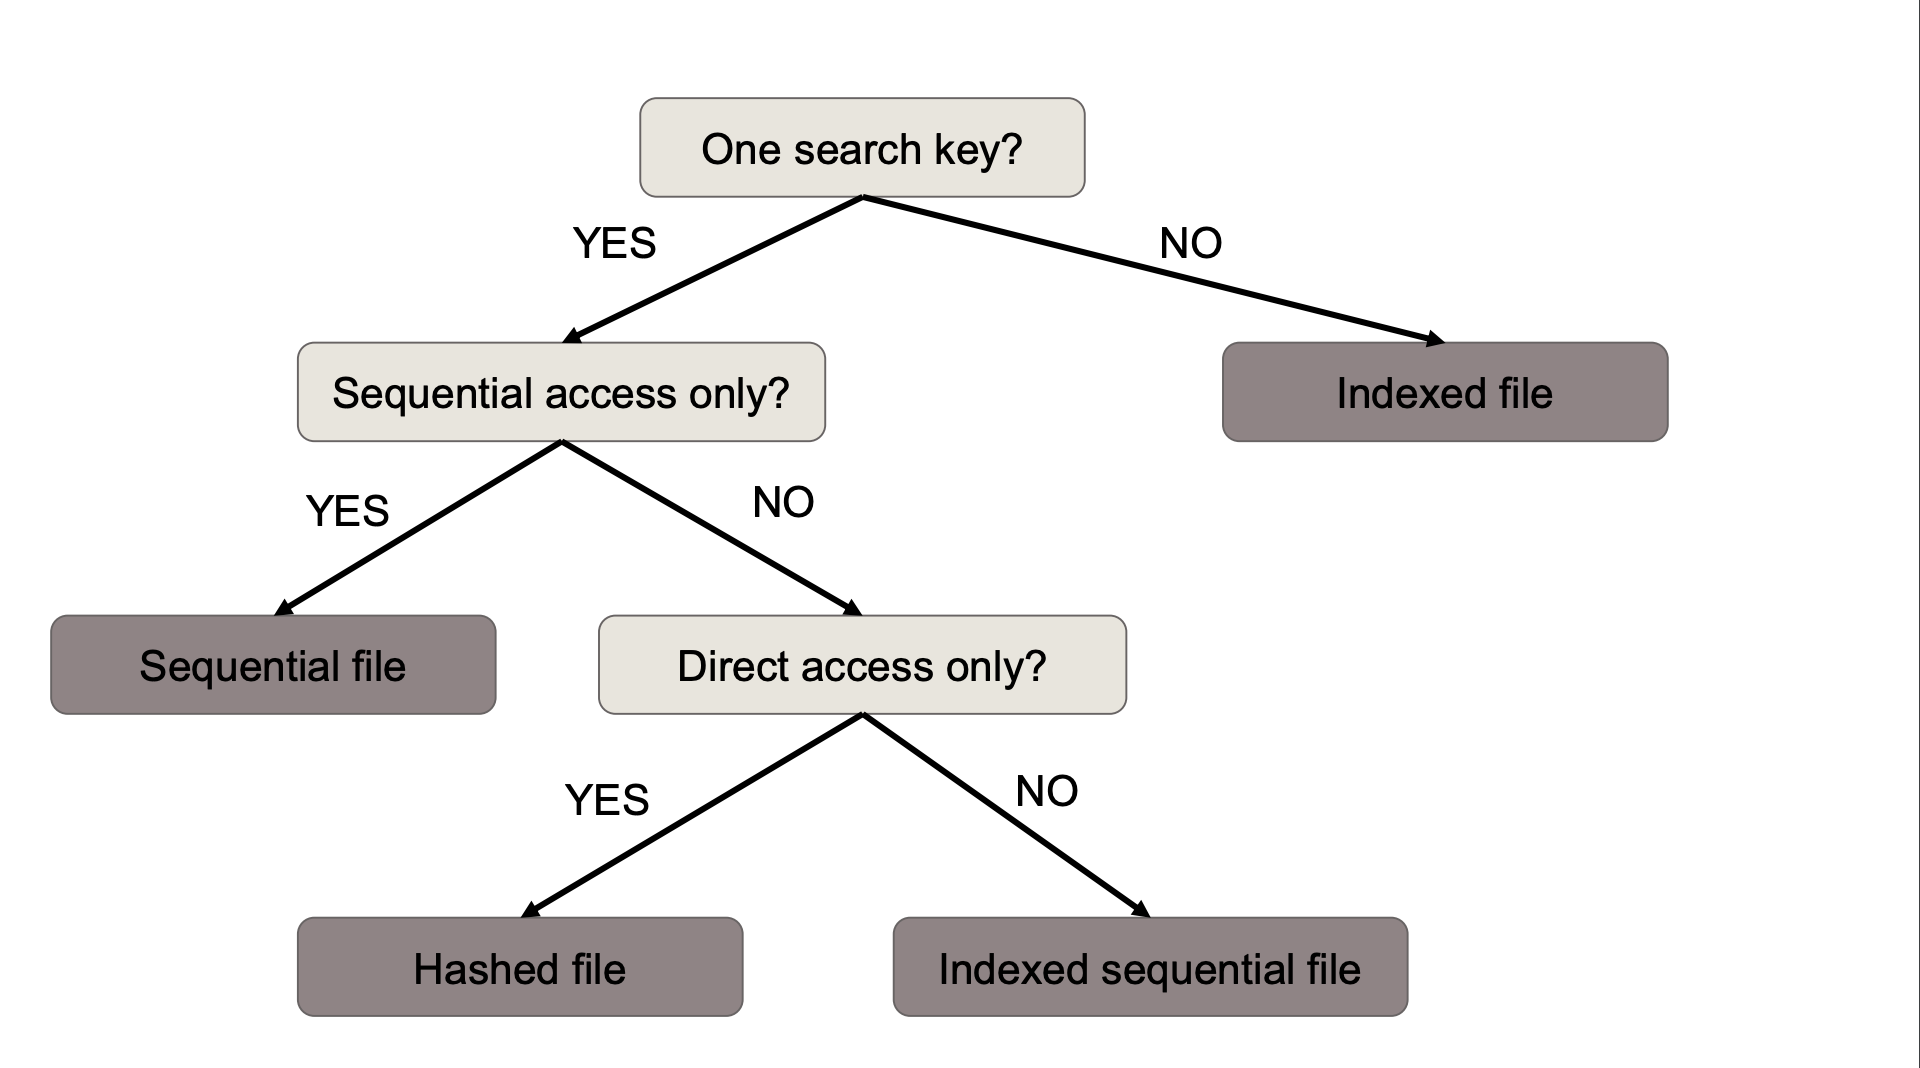 One search key?
YES
NO
Sequential access only?
Indexed file
YES
NO
Sequential file
Direct access only?
YES
NO
Hashed file
Indexed sequential file